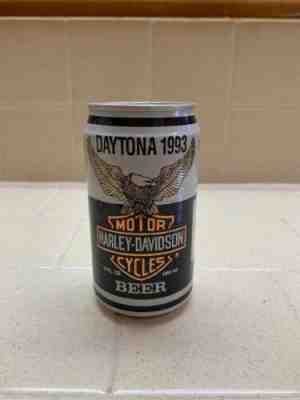 DAYTONA 1993
MOTOR
HARLEY-DAVIDSON
CYCLES
BEER